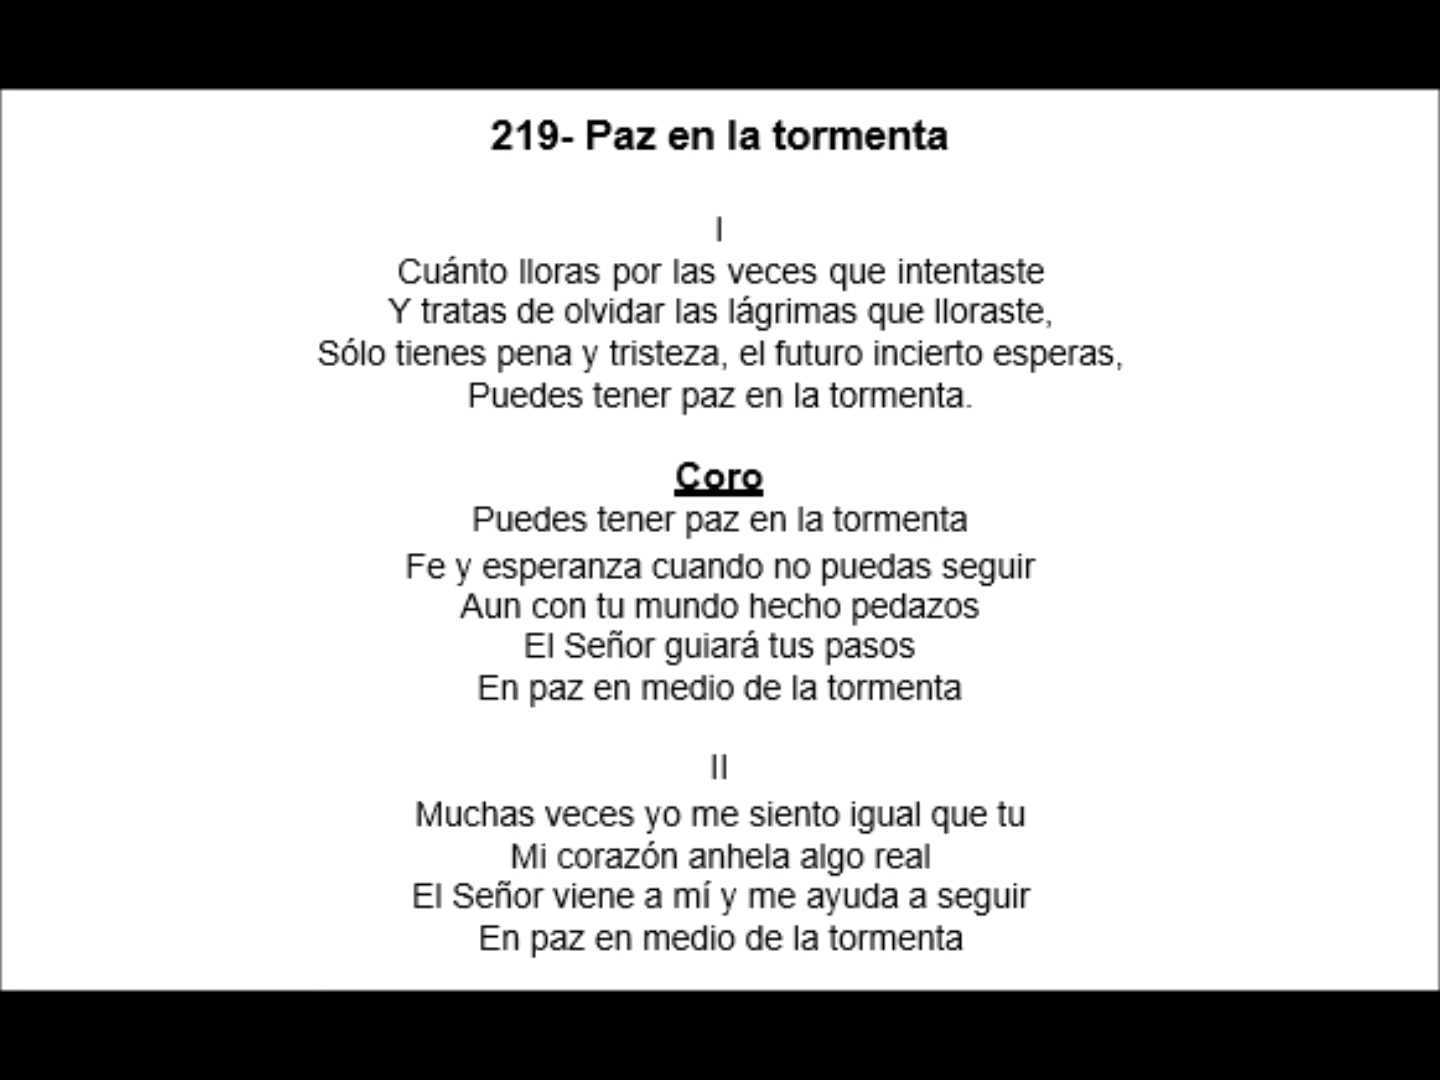 219- Paz en la tormenta
I
Cuánto lloras por las veces que intentaste
Y tratas de olvidar las lágrimas que lloraste,
Sólo tienes pena y tristeza, el futuro incierto esperas,
Puedes tener paz en la tormenta.
Coro
Puedes tener paz en la tormenta
Fe y esperanza cuando no puedas seguir
Aun con tu mundo hecho pedazos
El Señor guiará tus pasos
En paz en medio de la tormenta
II
Muchas veces yo me siento igual que tu
Mi corazón anhela algo real
El Señor viene a mí y me ayuda a seguir
En paz en medio de la tormenta